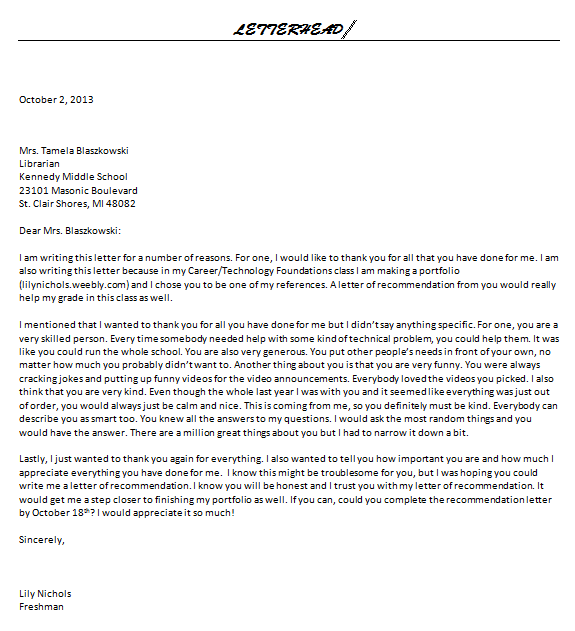 LETTERHEAD/
October 2, 2013
Mrs. Tamela Blaszkowski
Librarian
Kennedy Middle School
23101 Masonic Boulevard
St. Clair Shores, MI 48082
Dear Mrs. Blaszkowski:
I am writing this letter for a number of reasons. For one, I would like to thank you for all that you have done for me. I am
also writing this letter because in my Career/Technology Foundations class I am making a portfolio
(lilynichols.weebly.com) and I chose you to be one of my references. A letter of recommendation from you would really
help my grade in this class as well.
I mentioned that I wanted to thank you for all you have done for me but I didn't say anything specific. For one, you are a
very skilled person. Every time somebody needed help with some kind of technical problem, you could help them. It was
like you could run the whole school. You are also very generous. You put other people's needs in front of your own, no
matter how much you probably didn't want to. Another thing about you is that you are very funny. You were always
cracking jokes and putting up funny videos for the video announcements. Everybody loved the videos you picked. I also
think that you are very kind. Even though the whole last year I was with you and it seemed like everything was just out
of order, you would always just be calm and nice. This is coming from me, so you definitely must be kind. Everybody can
describe you as smart too. You knew all the answers to my questions. I would ask the most random things and you
would have the answer. There are a million great things about you but I had to narrow it down a bit.
Lastly, I just wanted to thank you again for everything. I also wanted to tell you how important you are and how much I
appreciate everything you have done for me. I know this might be troublesome for you, but I was hoping you could
write me a letter of recommendation. I know you will be honest and I trust you with my letter of recommendation. It
would get me a step closer to finishing my portfolio as well. If you can, could you complete the recommendation letter
by October 18th? I would appreciate it so much!
Sincerely,
Lily Nichols
Freshman